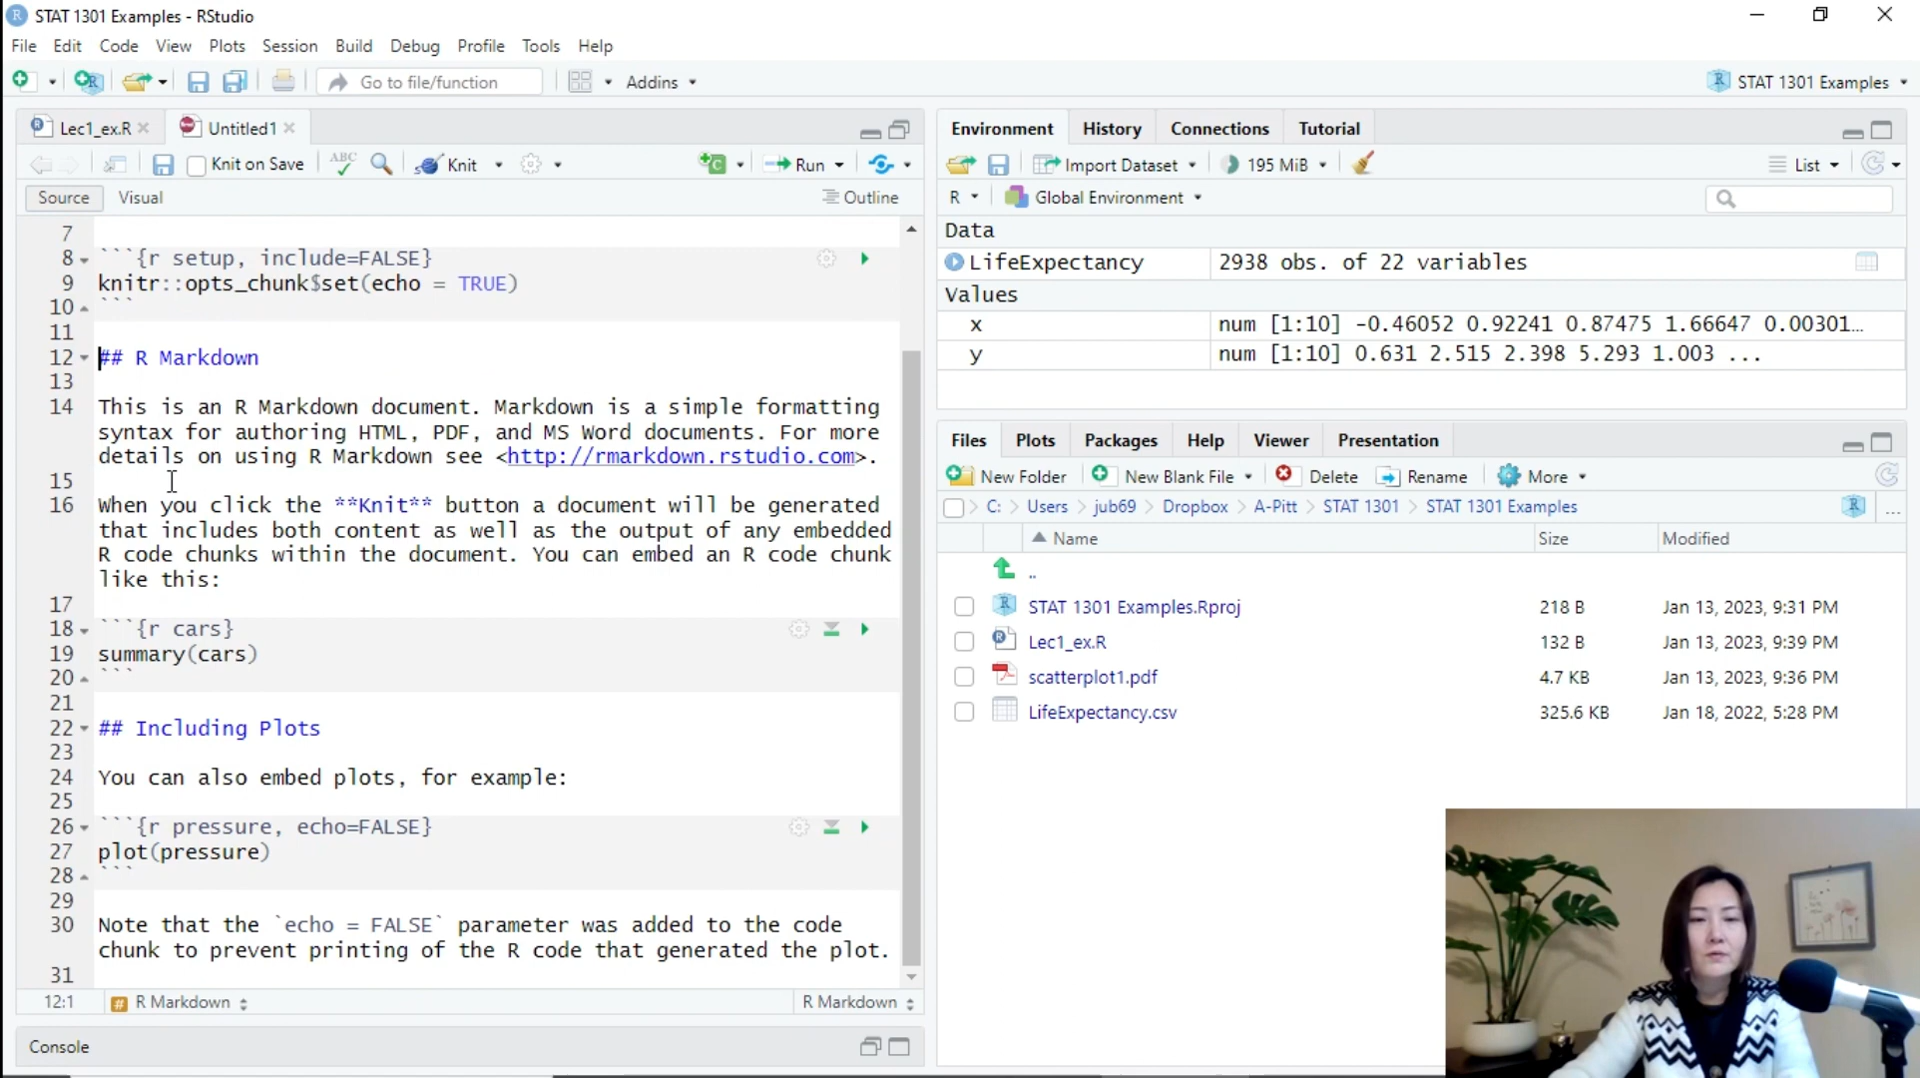 STAT 1301 Examples - RStudio
File Edit Code View Plots Session Build Debug Profile Tools Help
Go to file/function Addins STAT 1301 Examples
Lec1_ex.R Untitled1
Knit on Save ABC Knit Run
Source Visual Outline
7
8 ```{r setup, include=FALSE}
9 knitr::opts_chunk$set(echo = TRUE)
10 ```
11
12 ## R Markdown
13
14 This is an R Markdown document. Markdown is a simple formatting
syntax for authoring HTML, PDF, and MS Word documents. For more
details on using R Markdown see <http://rmarkdown.rstudio.com>.
15
16 When you click the **Knit** button a document will be generated
that includes both content as well as the output of any embedded
R code chunks within the document. You can embed an R code chunk
like this:
17
18 ```{r cars}
19 summary(cars)
20 ```
21
22 ## Including Plots
23
24 You can also embed plots, for example:
25
26 ```{r pressure, echo=FALSE}
27 plot(pressure)
28 ```
29
30 Note that the `echo = FALSE` parameter was added to the code
chunk to prevent printing of the R code that generated the plot.
31
12:1 # R Markdown R Markdown
Console
Environment History Connections Tutorial
Import Dataset 195 MiB List
R Global Environment
Data
LifeExpectancy 2938 obs. of 22 variables
Values
x num [1:10] -0.46052 0.92241 0.87475 1.66647 0.00301...
y num [1:10] 0.631 2.515 2.398 5.293 1.003 ...
Files Plots Packages Help Viewer Presentation
New Folder New Blank File Delete Rename More
C: Users jub69 Dropbox A-Pitt STAT 1301 STAT 1301 Examples ...
Name Size Modified
..
STAT 1301 Examples.Rproj 218 B Jan 13, 2023, 9:31 PM
Lec1_ex.R 132 B Jan 13, 2023, 9:39 PM
scatterplot1.pdf 4.7 KB Jan 13, 2023, 9:36 PM
LifeExpectancy.csv 325.6 KB Jan 18, 2022, 5:28 PM